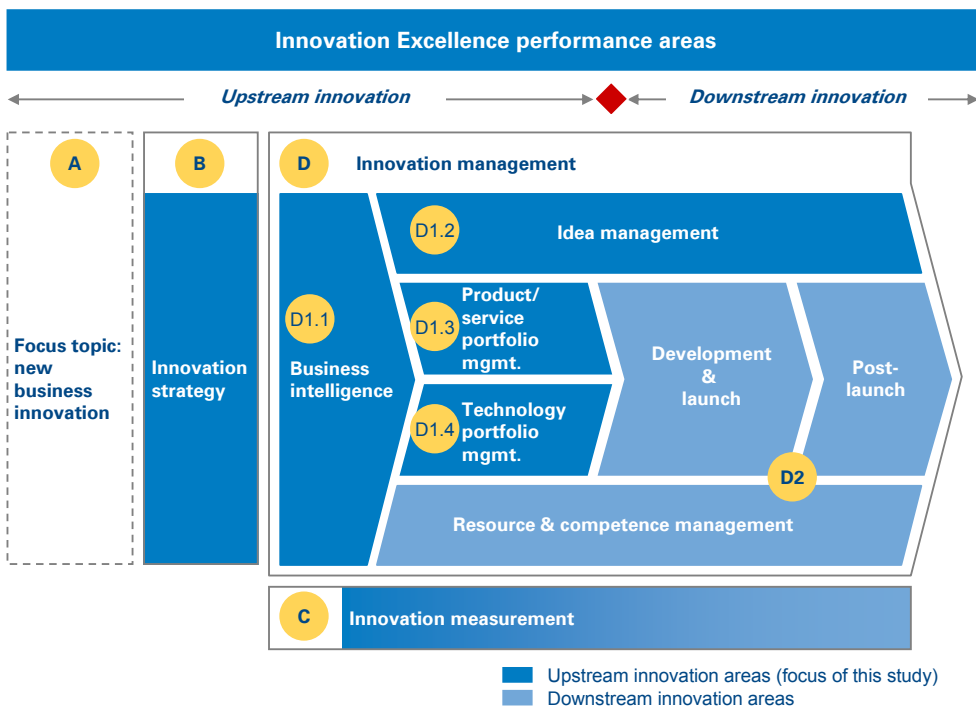 Innovation Excellence performance areas
Upstream innovation
Downstream innovation
A
Focus topic:
new
business
innovation
B
Innovation
strategy
D
Innovation management
D1.1
Business
intelligence
D1.2
Idea management
D1.3
Product/
service
portfolio
mgmt.
D1.4
Technology
portfolio
mgmt.
Development
&
launch
Post-
launch
D2
Resource & competence management
C
Innovation measurement
Upstream innovation areas (focus of this study)
Downstream innovation areas